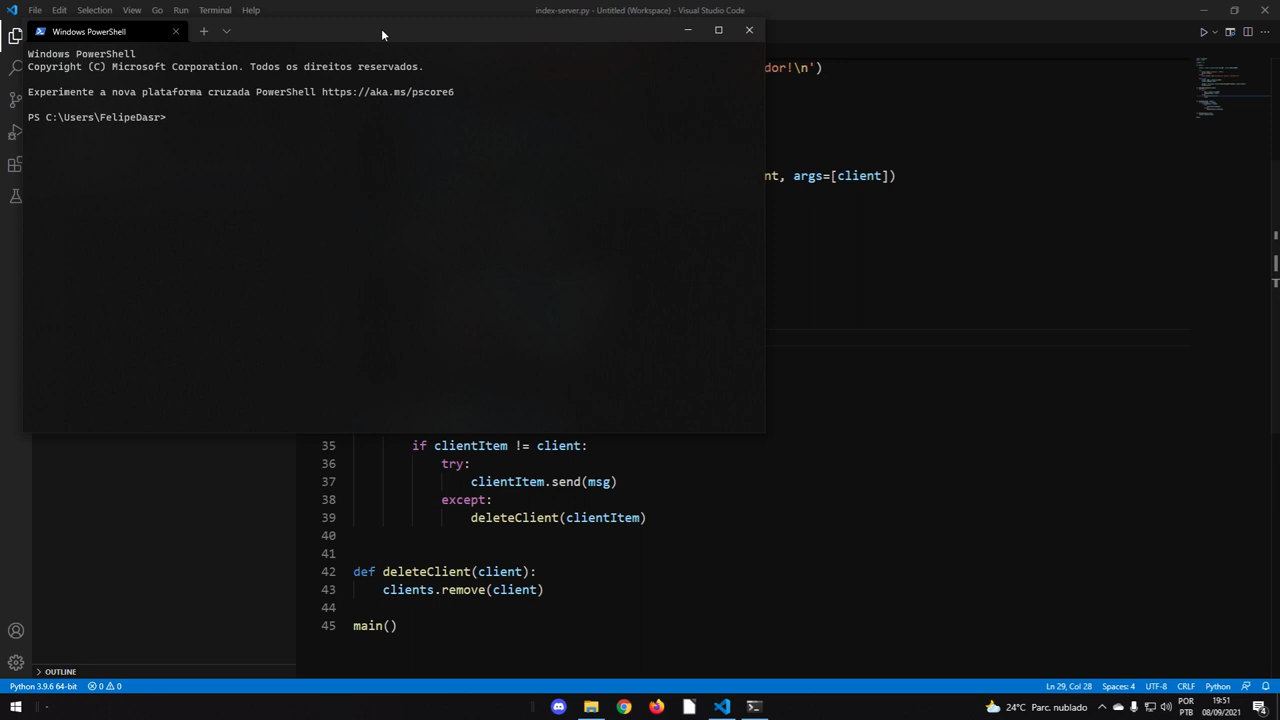 File Edit Selection View Go Run Terminal Help
index-server.py - Untitled (Workspace) - Visual Studio Code
Windows PowerShell
Windows PowerShell
Copyright (C) Microsoft Corporation. Todos os direitos reservados.
Experimente a nova plataforma cruzada PowerShell https://aka.ms/pscore6
PS C:\Users\FelipeDasr>
dor!\n')
nt, args=[client])
35 if clientItem != client:
36 try:
37 clientItem.send(msg)
38 except:
39 deleteClient(clientItem)
40
41
42 def deleteClient(client):
43 clients.remove(client)
44
45 main()
OUTLINE
Python 3.9.6 64-bit 0 0 Ln 29, Col 28 Spaces: 4 UTF-8 CRLF Python
24°C Parc. nublado
POR
PTB
19:51
08/09/2021
4